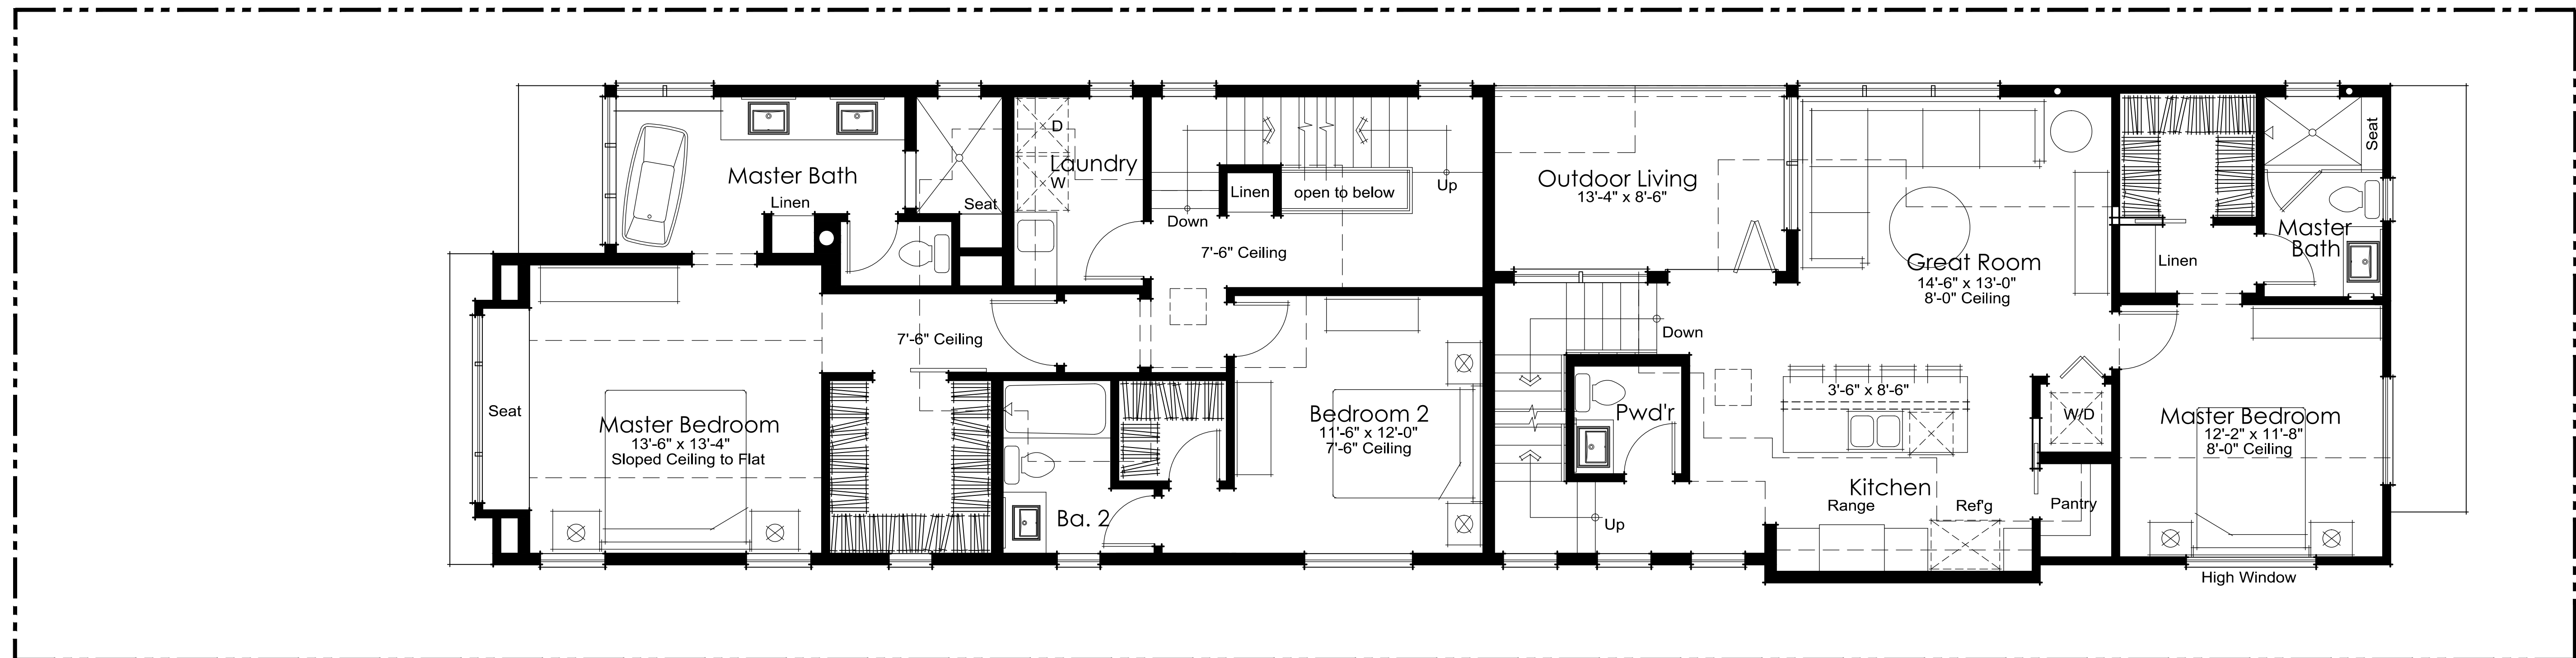 Master Bath
Linen
Seat
D
W
Laundry
Down
Linen
open to below
Up
7'-6" Ceiling
7'-6" Ceiling
Seat
Master Bedroom
13'-6" x 13'-4"
Sloped Ceiling to Flat
Ba. 2
Bedroom 2
11'-6" x 12'-0"
7'-6" Ceiling
Outdoor Living
13'-4" x 8'-6"
Great Room
14'-6" x 13'-0"
8'-0" Ceiling
Down
Pwd'r
Up
3'-6" x 8'-6"
Kitchen
Range
Ref'g
W/D
Pantry
Seat
Master
Bath
Linen
Master Bedroom
12'-2" x 11'-8"
8'-0" Ceiling
High Window